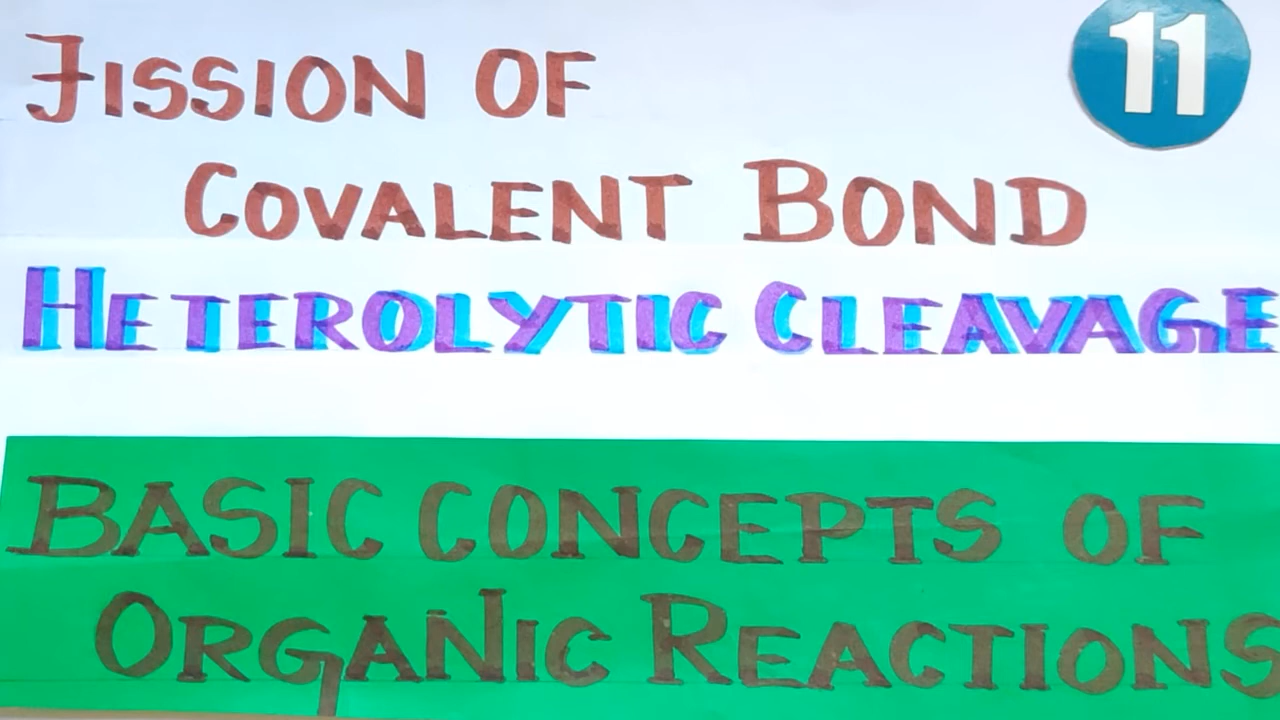 FISSION OF
11
COVALENT BOND
HETEROLYTIC CLEAVAGE
BASIC CONCEPTS OF
ORGANIC REACTIONS